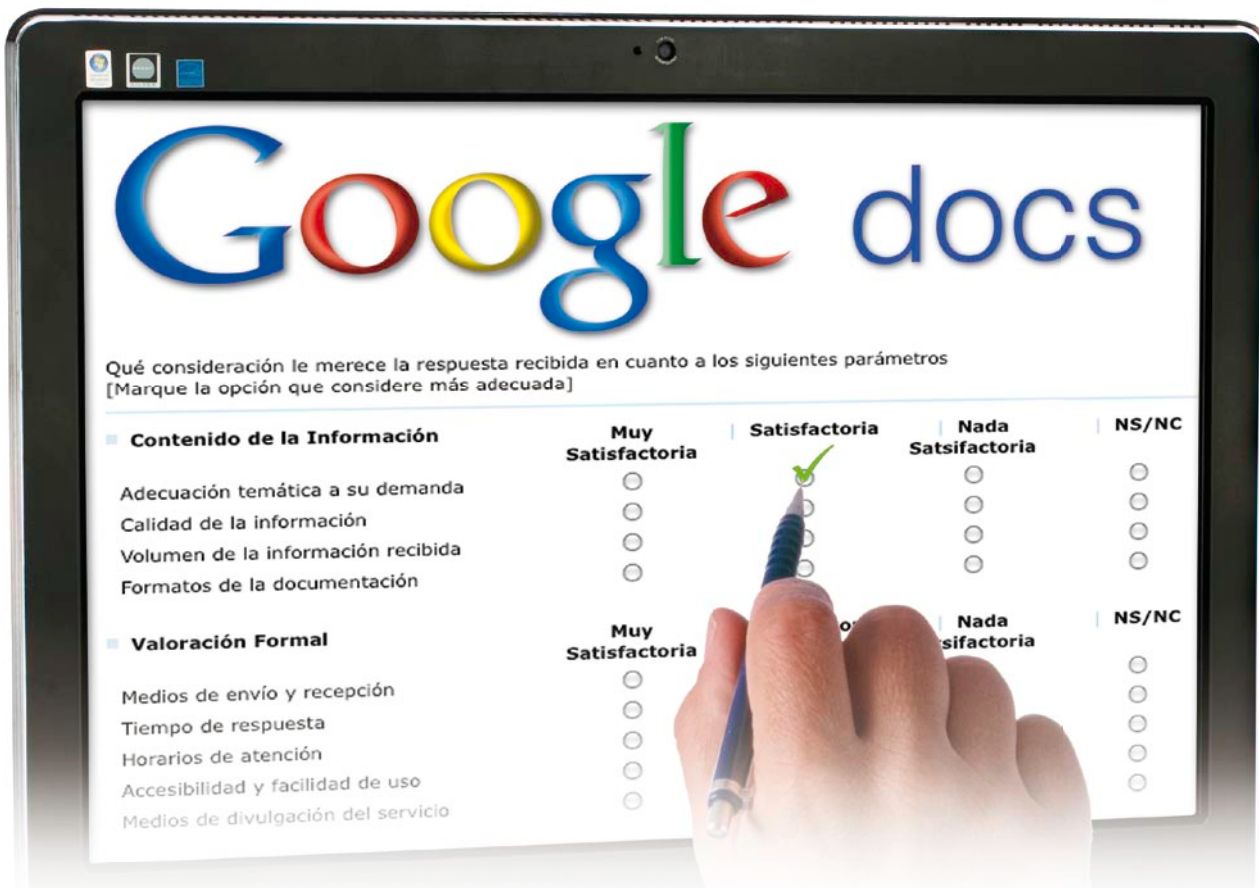 Google docs
Qué consideración le merece la respuesta recibida en cuanto a los siguientes parámetros
[Marque la opción que considere más adecuada]
Contenido de la Información Muy Satisfactoria Satisfactoria Nada Satsifactoria NS/NC
Adecuación temática a su demanda
Calidad de la información
Volumen de la información recibida
Formatos de la documentación
Valoración Formal Muy Satisfactoria Nada NS/NC
Medios de envío y recepción
Tiempo de respuesta
Horarios de atención
Accesibilidad y facilidad de uso
Medios de divulgación del servicio